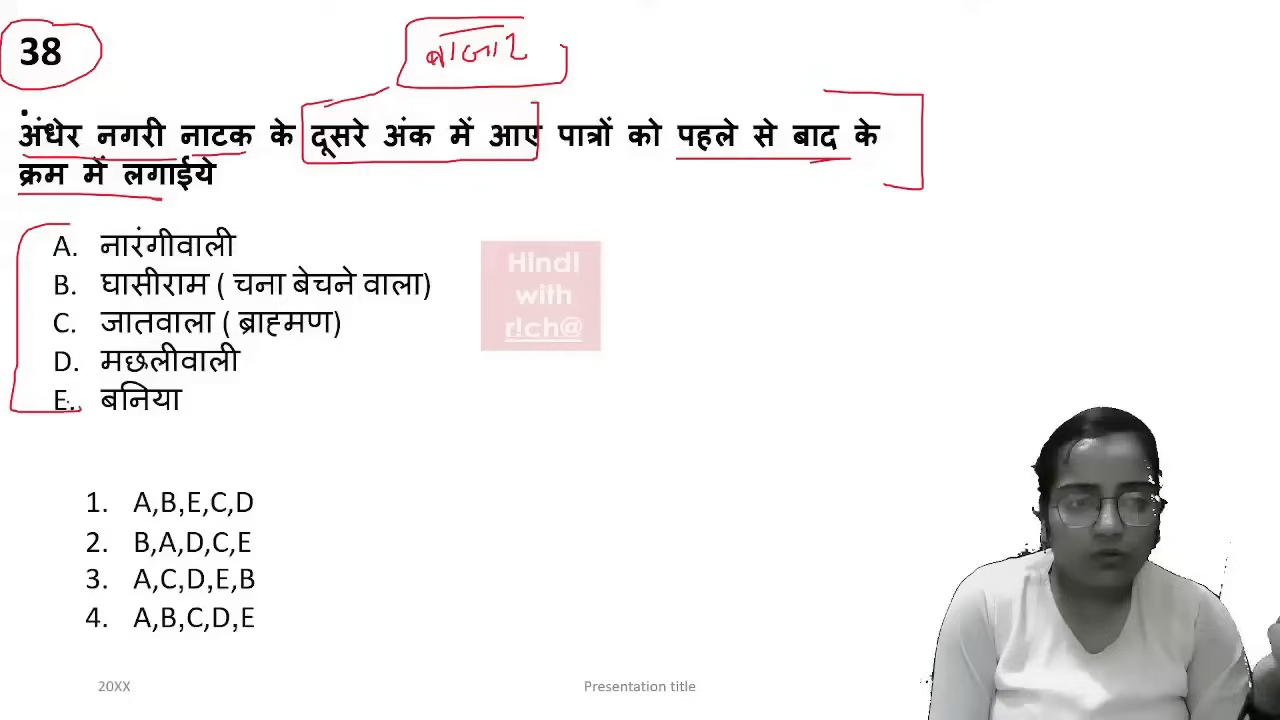 38
बाजार
अंधेर नगरी नाटक के दूसरे अंक में आए पात्रों को पहले से बाद के
क्रम में लगाईये
A. नारंगीवाली
B. घासीराम ( चना बेचने वाला)
C. जातवाला ( ब्राह्मण)
D. मछलीवाली
E. बनिया
Hindi
with
r!ch@
1. A,B,E,C,D
2. B,A,D,C,E
3. A,C,D,E,B
4. A,B,C,D,E
20XX
Presentation title